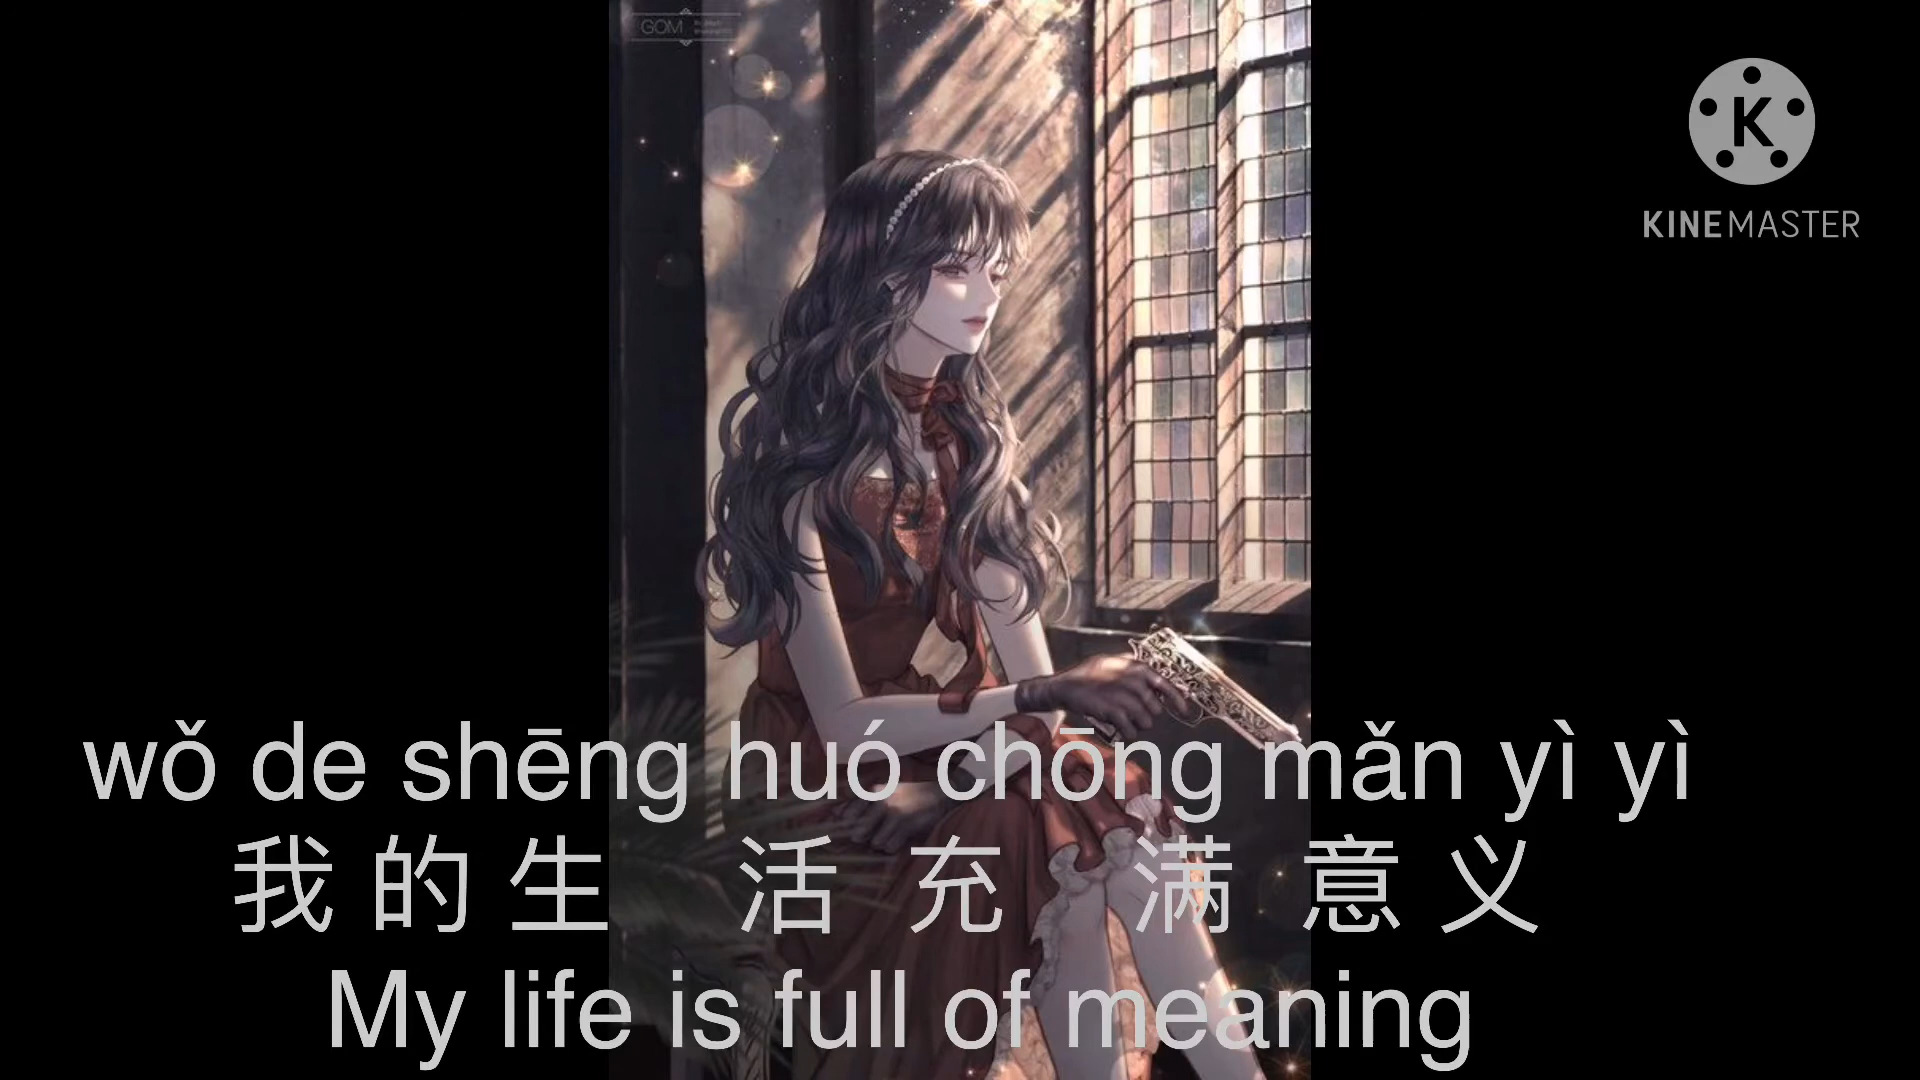 GOM
K
KINEMASTER
wǒ de shēng huó chōng mǎn yì yì
我 的 生 活 充 满 意 义
My life is full of meaning